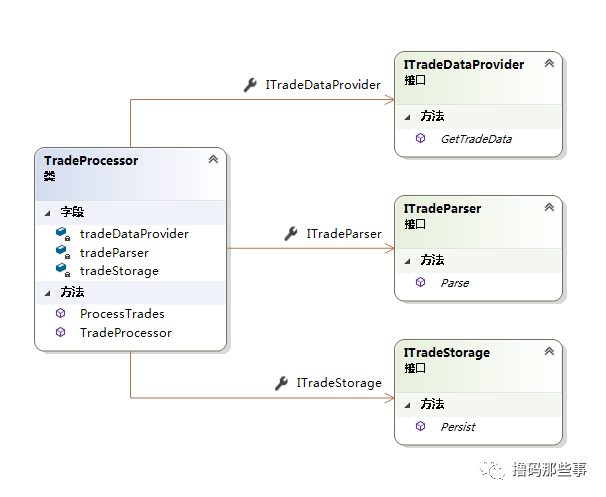 ITradeDataProvider
接口
方法
GetTradeData
ITradeDataProvider
TradeProcessor
类
字段
tradeDataProvider
tradeParser
tradeStorage
方法
ProcessTrades
TradeProcessor
ITradeParser
ITradeParser
接口
方法
Parse
ITradeStorage
ITradeStorage
接口
方法
Persist
撸码那些事